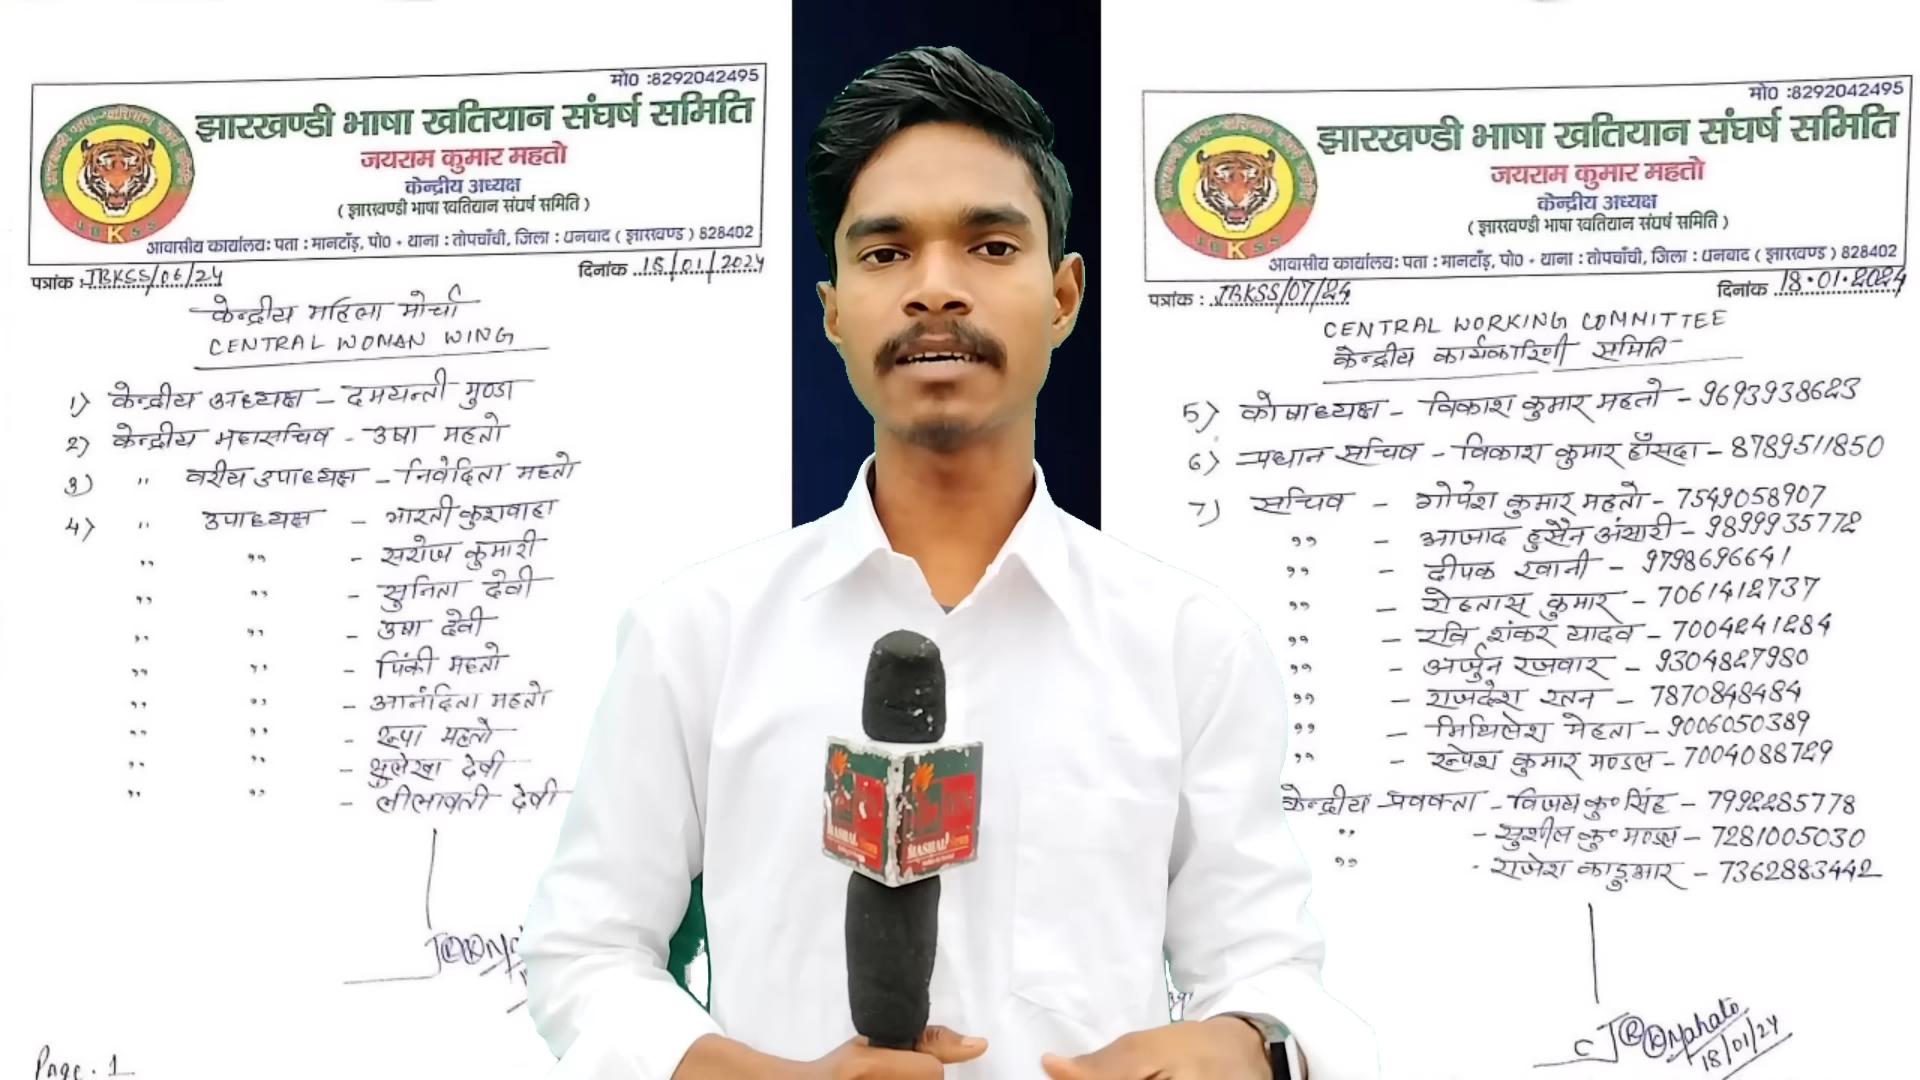 मो0 :8292042495
झारखण्डी भाषा खतियान संघर्ष समिति
जयराम कुमार महतो
केन्द्रीय अध्यक्ष
( झारखण्डी भाषा खतियान संघर्ष समिति )
आवासीय कार्यालय: पता : मानटाँड़, पो0 + थाना : तोपचाँची, जिला : धनबाद ( झारखण्ड ) 828402
पत्रांक : JBKSS/06/24 दिनांक 18/01/2024
केन्द्रीय महिला मोर्चा
CENTRAL WOMAN WING
1) केन्द्रीय अध्यक्ष – दमयन्ती मुण्डा
2) केन्द्रीय महासचिव - उषा महतो
3) " वरीय उपाध्यक्ष – निवेदिता महतो
4) " उपाध्यक्ष – भारती कुशवाहा
" " - सरोज कुमारी
" " - सुनिता देवी
" " - उषा देवी
" " - पिंकी महतो
" " - आनंदिता महतो
" " - रूपा महतो
" " - सुलेखा देवी
" " - लीलावती देवी
Page. 1
MASHAL News
MASHAL News
मो0 :8292042495
झारखण्डी भाषा खतियान संघर्ष समिति
जयराम कुमार महतो
केन्द्रीय अध्यक्ष
( झारखण्डी भाषा खतियान संघर्ष समिति )
आवासीय कार्यालय: पता : मानटाँड़, पो0 + थाना : तोपचाँची, जिला : धनबाद ( झारखण्ड ) 828402
पत्रांक : JBKSS/07/24 दिनांक 18.01.2024
CENTRAL WORKING COMMITTEE
केन्द्रीय कार्यकारिणी समिति
5) कोषाध्यक्ष – विकाश कुमार महतो – 9693938623
6) प्रधान सचिव – विकाश कुमार हाँसदा – 8789511850
7) सचिव – गोपेश कुमार महतो – 7549058907
" – आजाद हुसैन अंसारी – 9899935772
" – दीपक रवानी – 9798696641
" – रोहतास कुमार – 7061412737
" – रवि शंकर यादव – 7004241284
" – अर्जुन रजवार – 9304827980
" – राजदेश रतन – 7870848484
" – मिथिलेश मेहता – 9006050389
" – रूपेश कुमार मण्डल – 7004088729
केन्द्रीय प्रवक्ता – विजय कु० सिंह – 7992285778
" – सुशील कु० मण्डल – 7281005030
" - राजेश काडुआर – 7362883442
JRKMahato
18/01/24